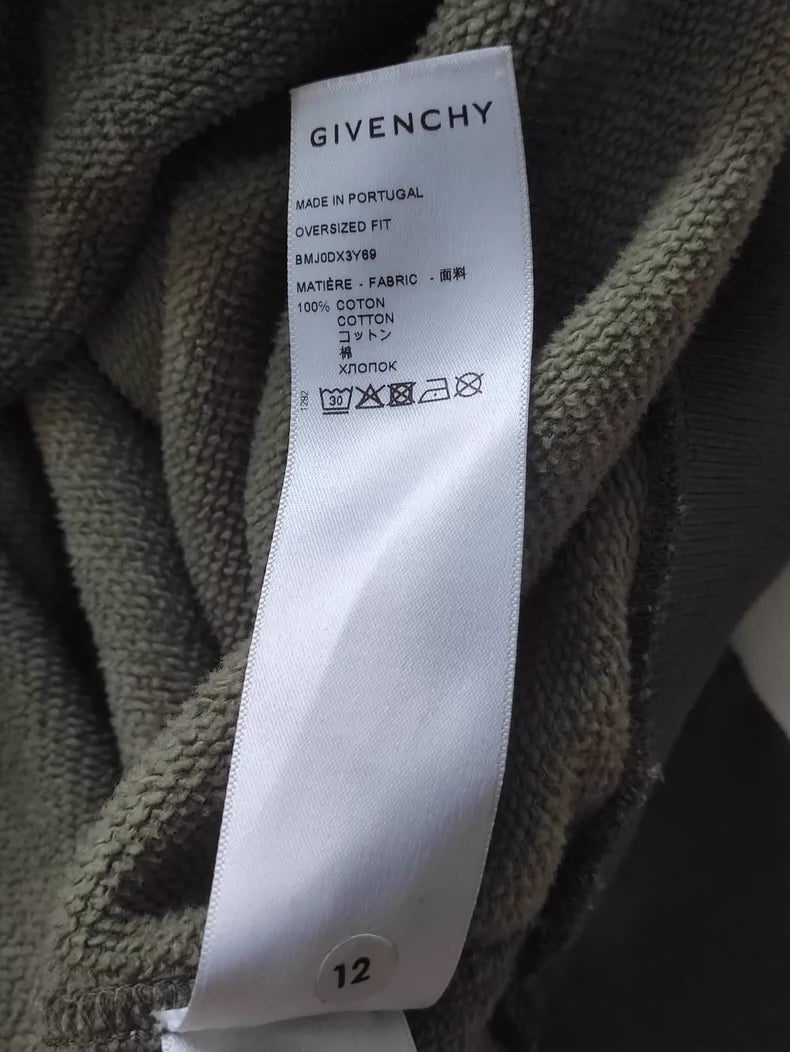 GIVENCHY
MADE IN PORTUGAL
OVERSIZED FIT
BMJ0DX3Y69
MATIÈRE - FABRIC - 面料
100% COTON
COTTON
コットン
棉
ХЛОПОК
1292
30
12